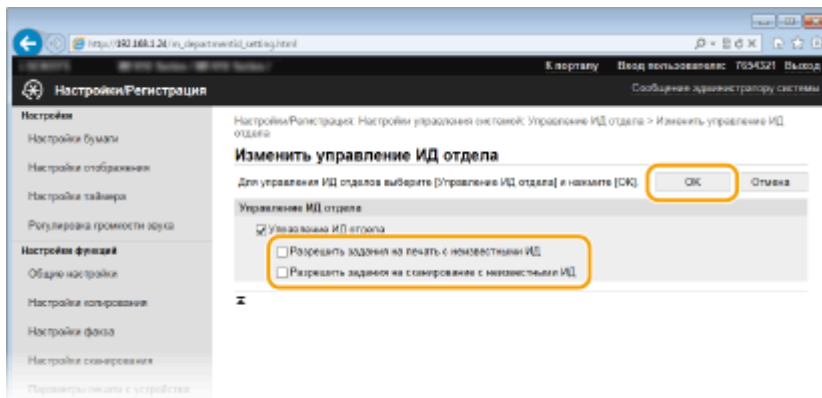 http://192.168.1.24/m_departmentid_setting.html
К порталу Вход пользователя: 7654321 Выход
Настройки/Регистрация
Сообщение администратору системы
Настройки
Настройки бумаги
Настройки отображения
Настройки таймера
Регулировка громкости звука
Настройки функций
Общие настройки
Настройки копирования
Настройки факса
Настройки сканирования
Параметры печати с устройства
Настройки/Регистрация: Настройки управления системой: Управление ИД отдела > Изменить управление ИД
отдела
Изменить управление ИД отдела
Для управления ИД отделов выберите [Управление ИД отдела] и нажмите [OK].
OK
Отмена
Управление ИД отдела
Управление ИД отдела
Разрешить задания на печать с неизвестными ИД
Разрешить задания на сканирование с неизвестными ИД